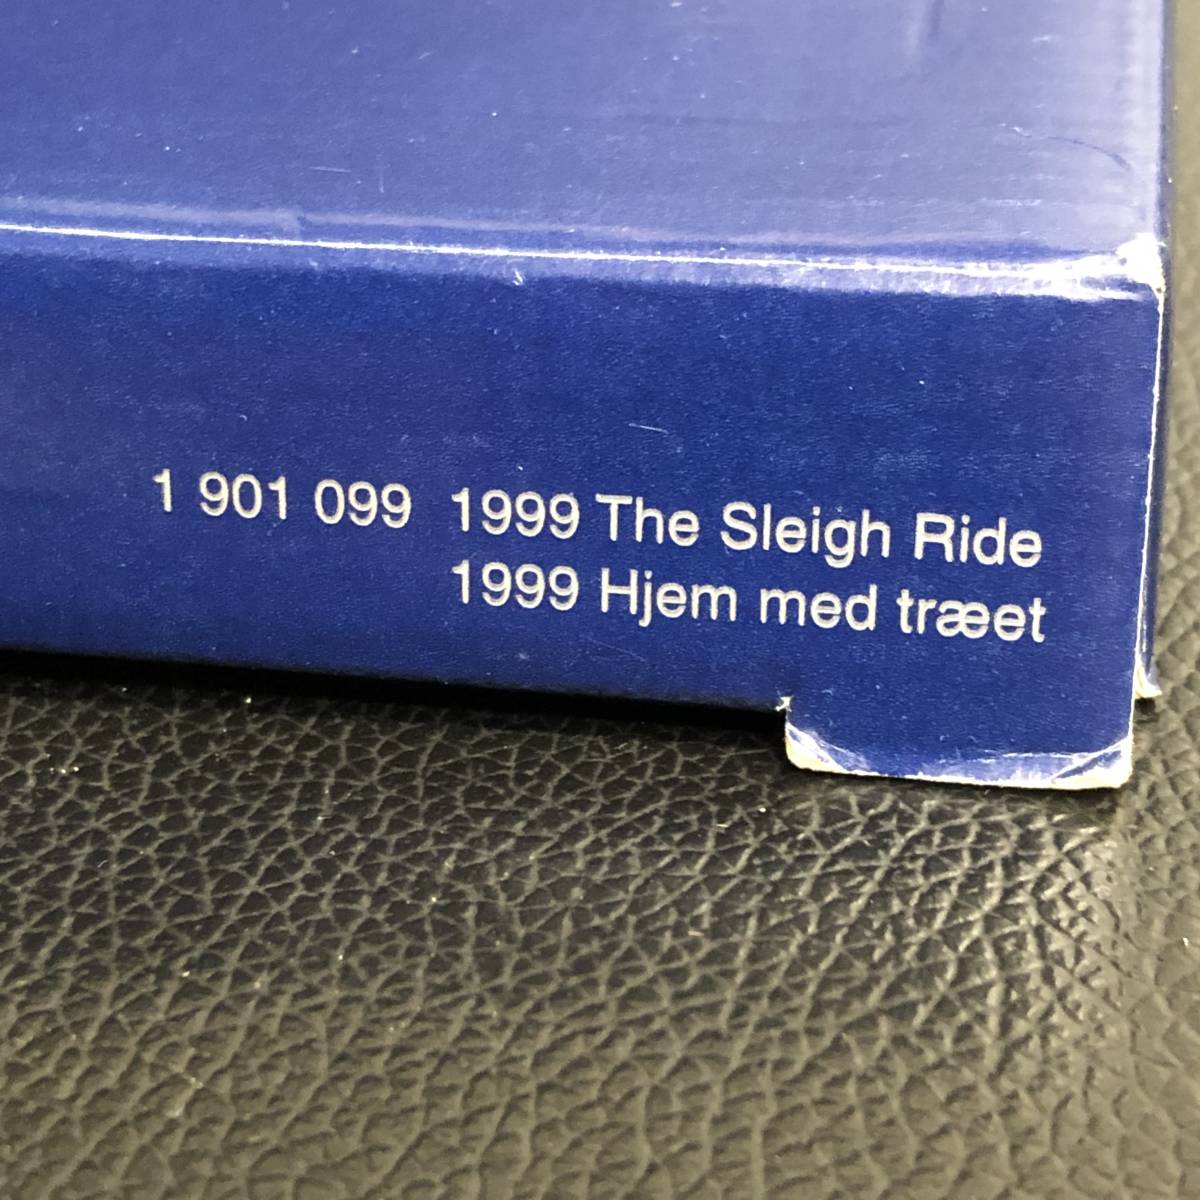 1 901 099 1999 The Sleigh Ride
1999 Hjem med træet